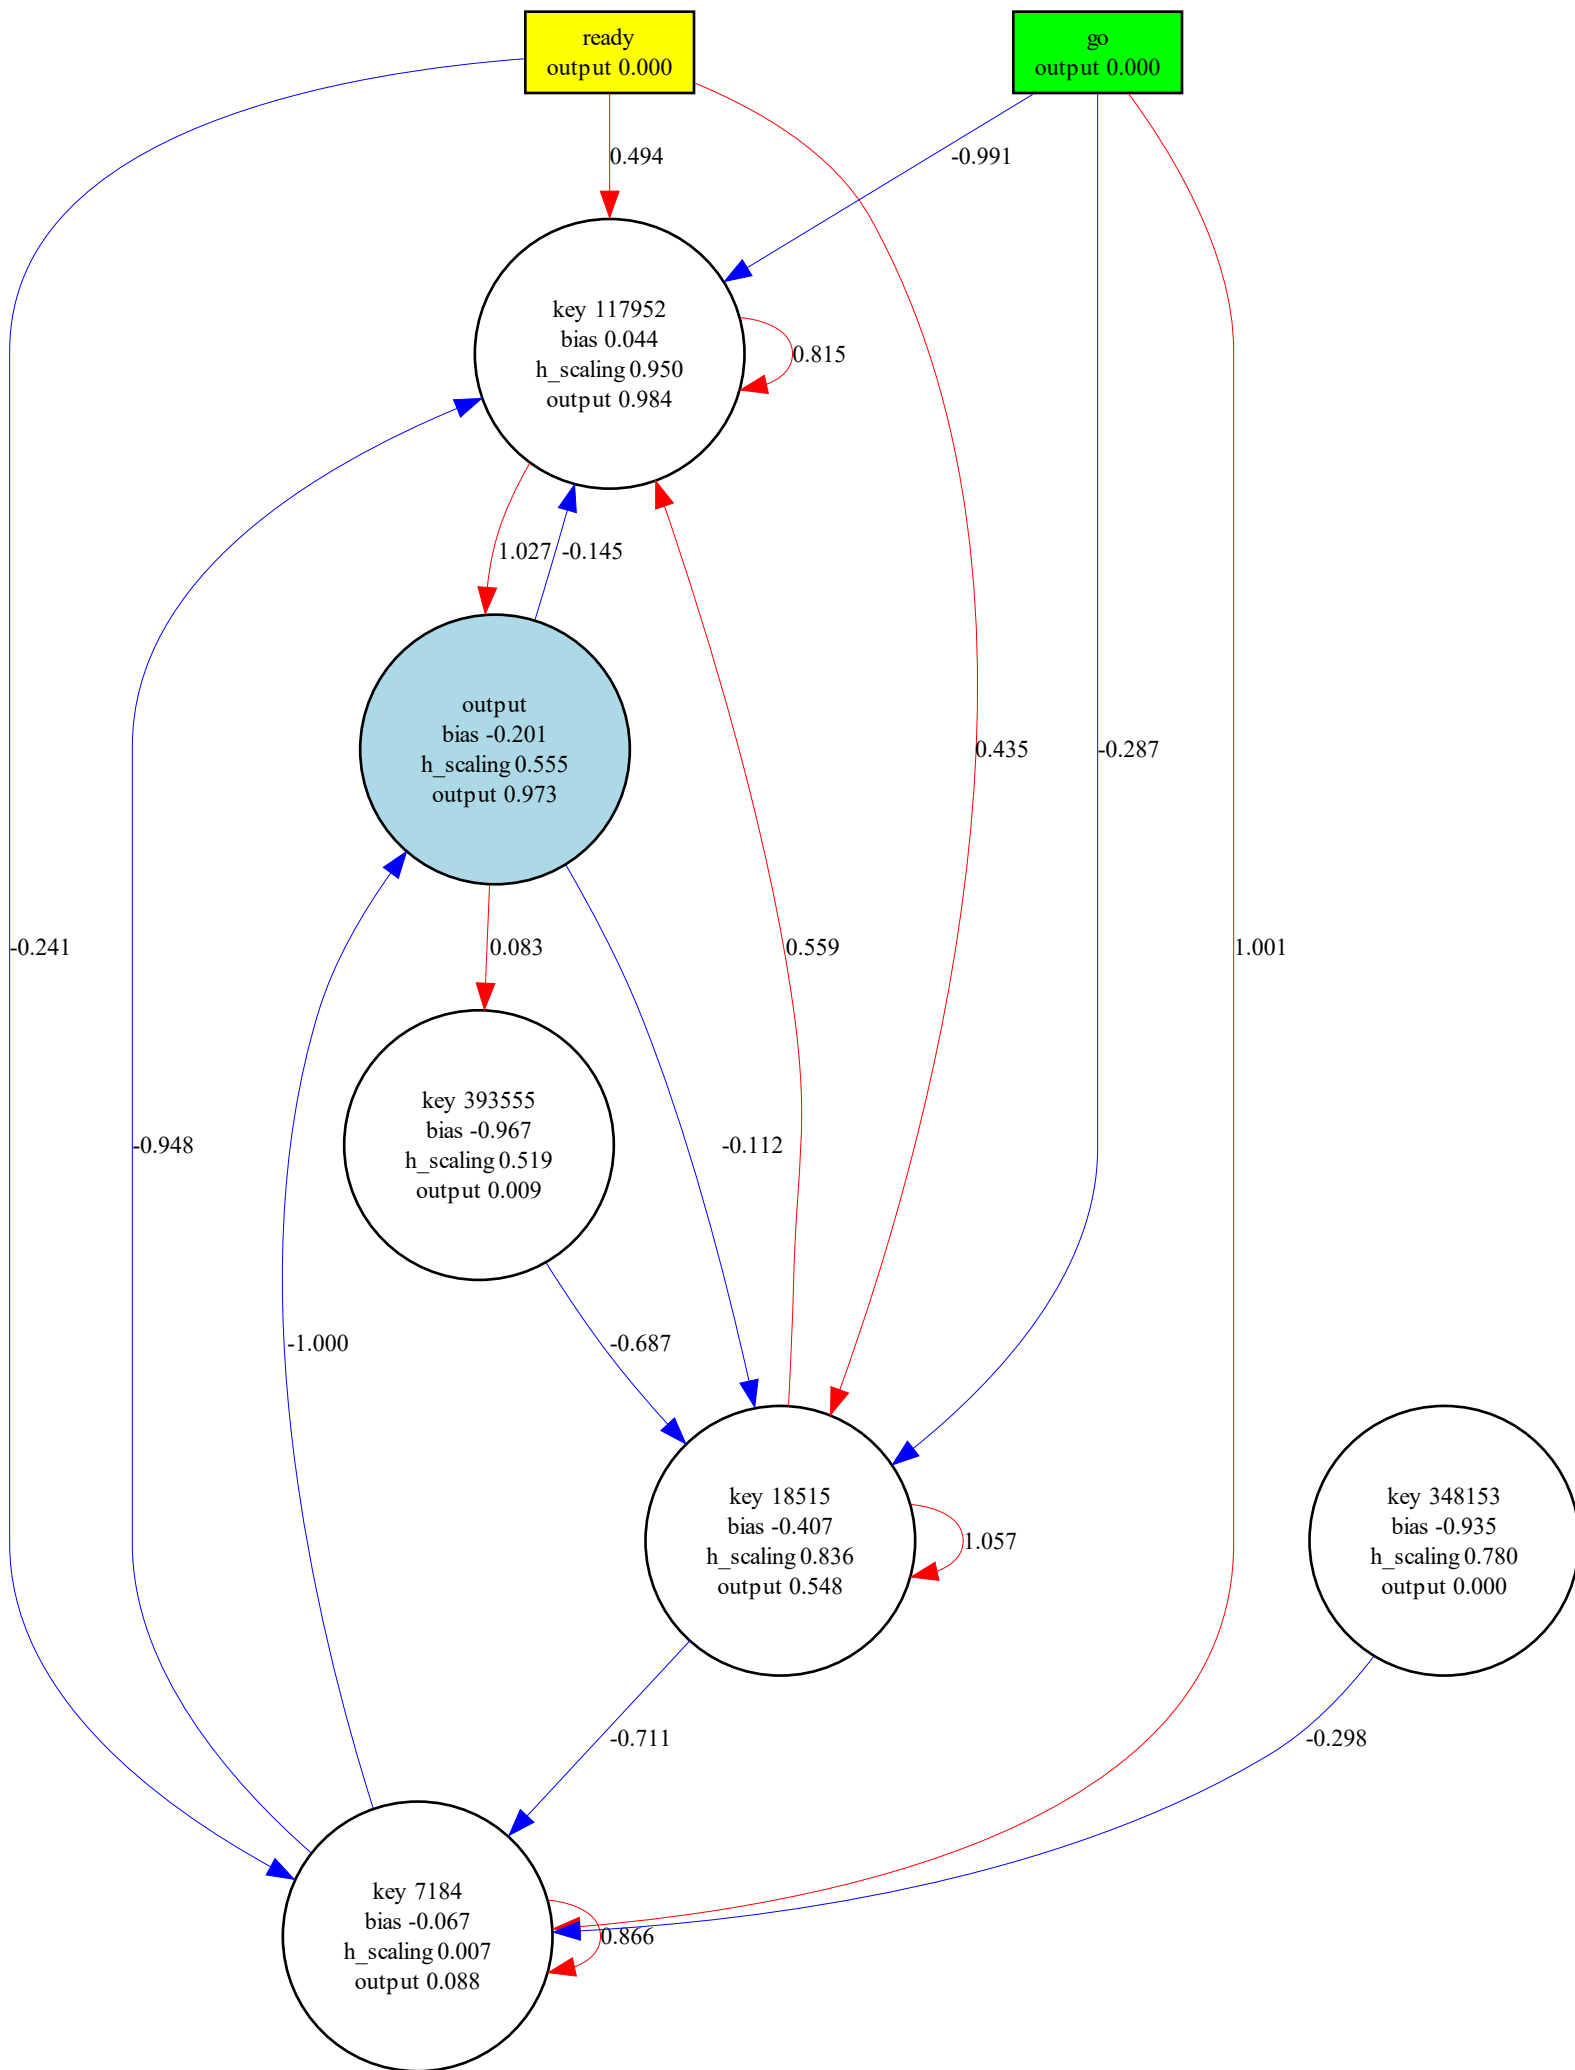 ready
output 0.000
go
output 0.000
0.494
-0.991
key 117952
bias 0.044
h_scaling 0.950
output 0.984
0.815
1.027
-0.145
output
bias -0.201
h_scaling 0.555
output 0.973
0.435
-0.287
-0.241
0.083
0.559
1.001
key 393555
bias -0.967
h_scaling 0.519
output 0.009
-0.948
-0.112
-1.000
-0.687
key 18515
bias -0.407
h_scaling 0.836
output 0.548
1.057
key 348153
bias -0.935
h_scaling 0.780
output 0.000
-0.711
-0.298
key 7184
bias -0.067
h_scaling 0.007
output 0.088
0.866